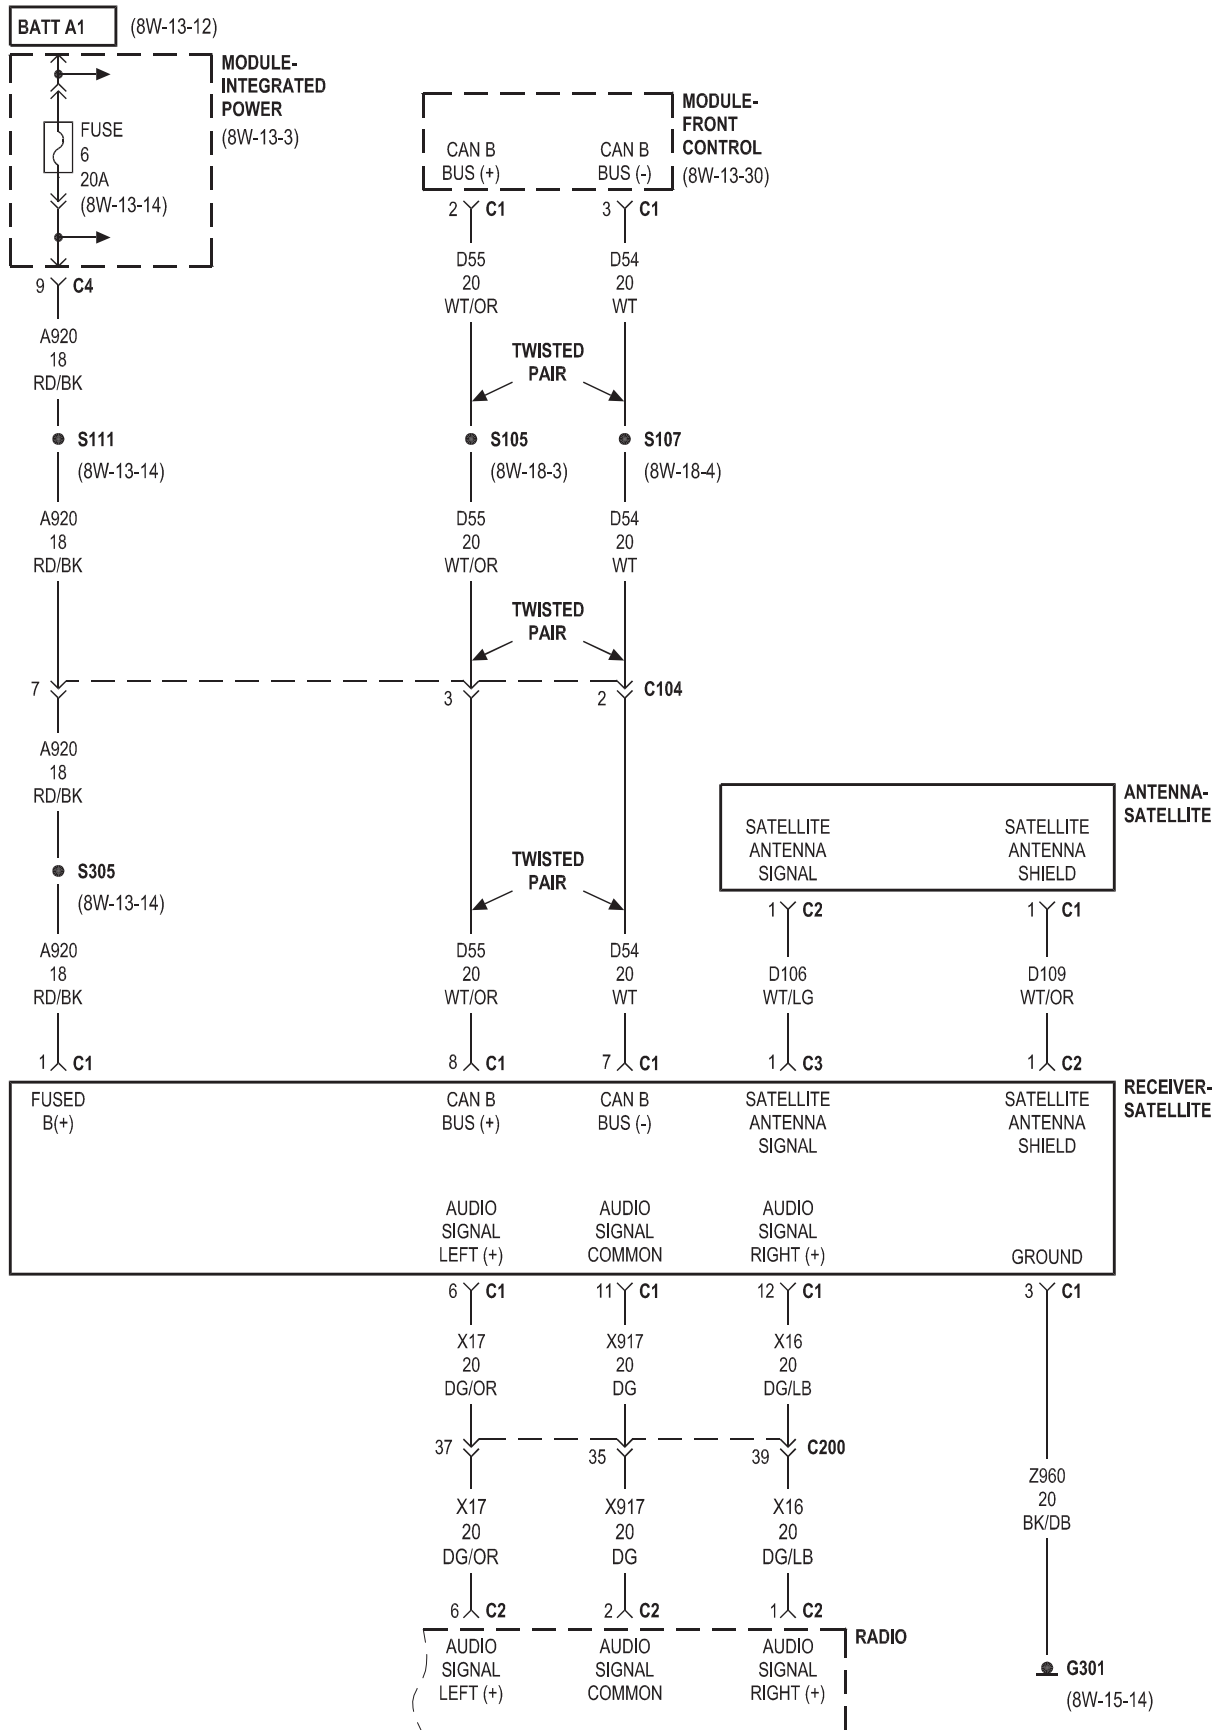 BATT A1 (8W-13-12)
MODULE-
INTEGRATED
POWER
(8W-13-3)
FUSE
6
20A
(8W-13-14)
MODULE-
FRONT
CONTROL
(8W-13-30)
CAN B
BUS (+)
CAN B
BUS (-)
2 C1
3 C1
9 C4
D55
20
WT/OR
D54
20
WT
A920
18
RD/BK
TWISTED
PAIR
S111
(8W-13-14)
S105
(8W-18-3)
S107
(8W-18-4)
A920
18
RD/BK
D55
20
WT/OR
D54
20
WT
TWISTED
PAIR
7
3
2
C104
A920
18
RD/BK
S305
(8W-13-14)
TWISTED
PAIR
ANTENNA-
SATELLITE
SATELLITE
ANTENNA
SIGNAL
SATELLITE
ANTENNA
SHIELD
1 C2
1 C1
A920
18
RD/BK
D55
20
WT/OR
D54
20
WT
D106
WT/LG
D109
WT/OR
1 C1
8 C1
7 C1
1 C3
1 C2
RECEIVER-
SATELLITE
FUSED
B(+)
CAN B
BUS (+)
CAN B
BUS (-)
SATELLITE
ANTENNA
SIGNAL
SATELLITE
ANTENNA
SHIELD
AUDIO
SIGNAL
LEFT (+)
AUDIO
SIGNAL
COMMON
AUDIO
SIGNAL
RIGHT (+)
GROUND
6 C1
11 C1
12 C1
3 C1
X17
20
DG/OR
X917
20
DG
X16
20
DG/LB
37
35
39
C200
Z960
20
BK/DB
X17
20
DG/OR
X917
20
DG
X16
20
DG/LB
6 C2
2 C2
1 C2
RADIO
AUDIO
SIGNAL
LEFT (+)
AUDIO
SIGNAL
COMMON
AUDIO
SIGNAL
RIGHT (+)
G301
(8W-15-14)